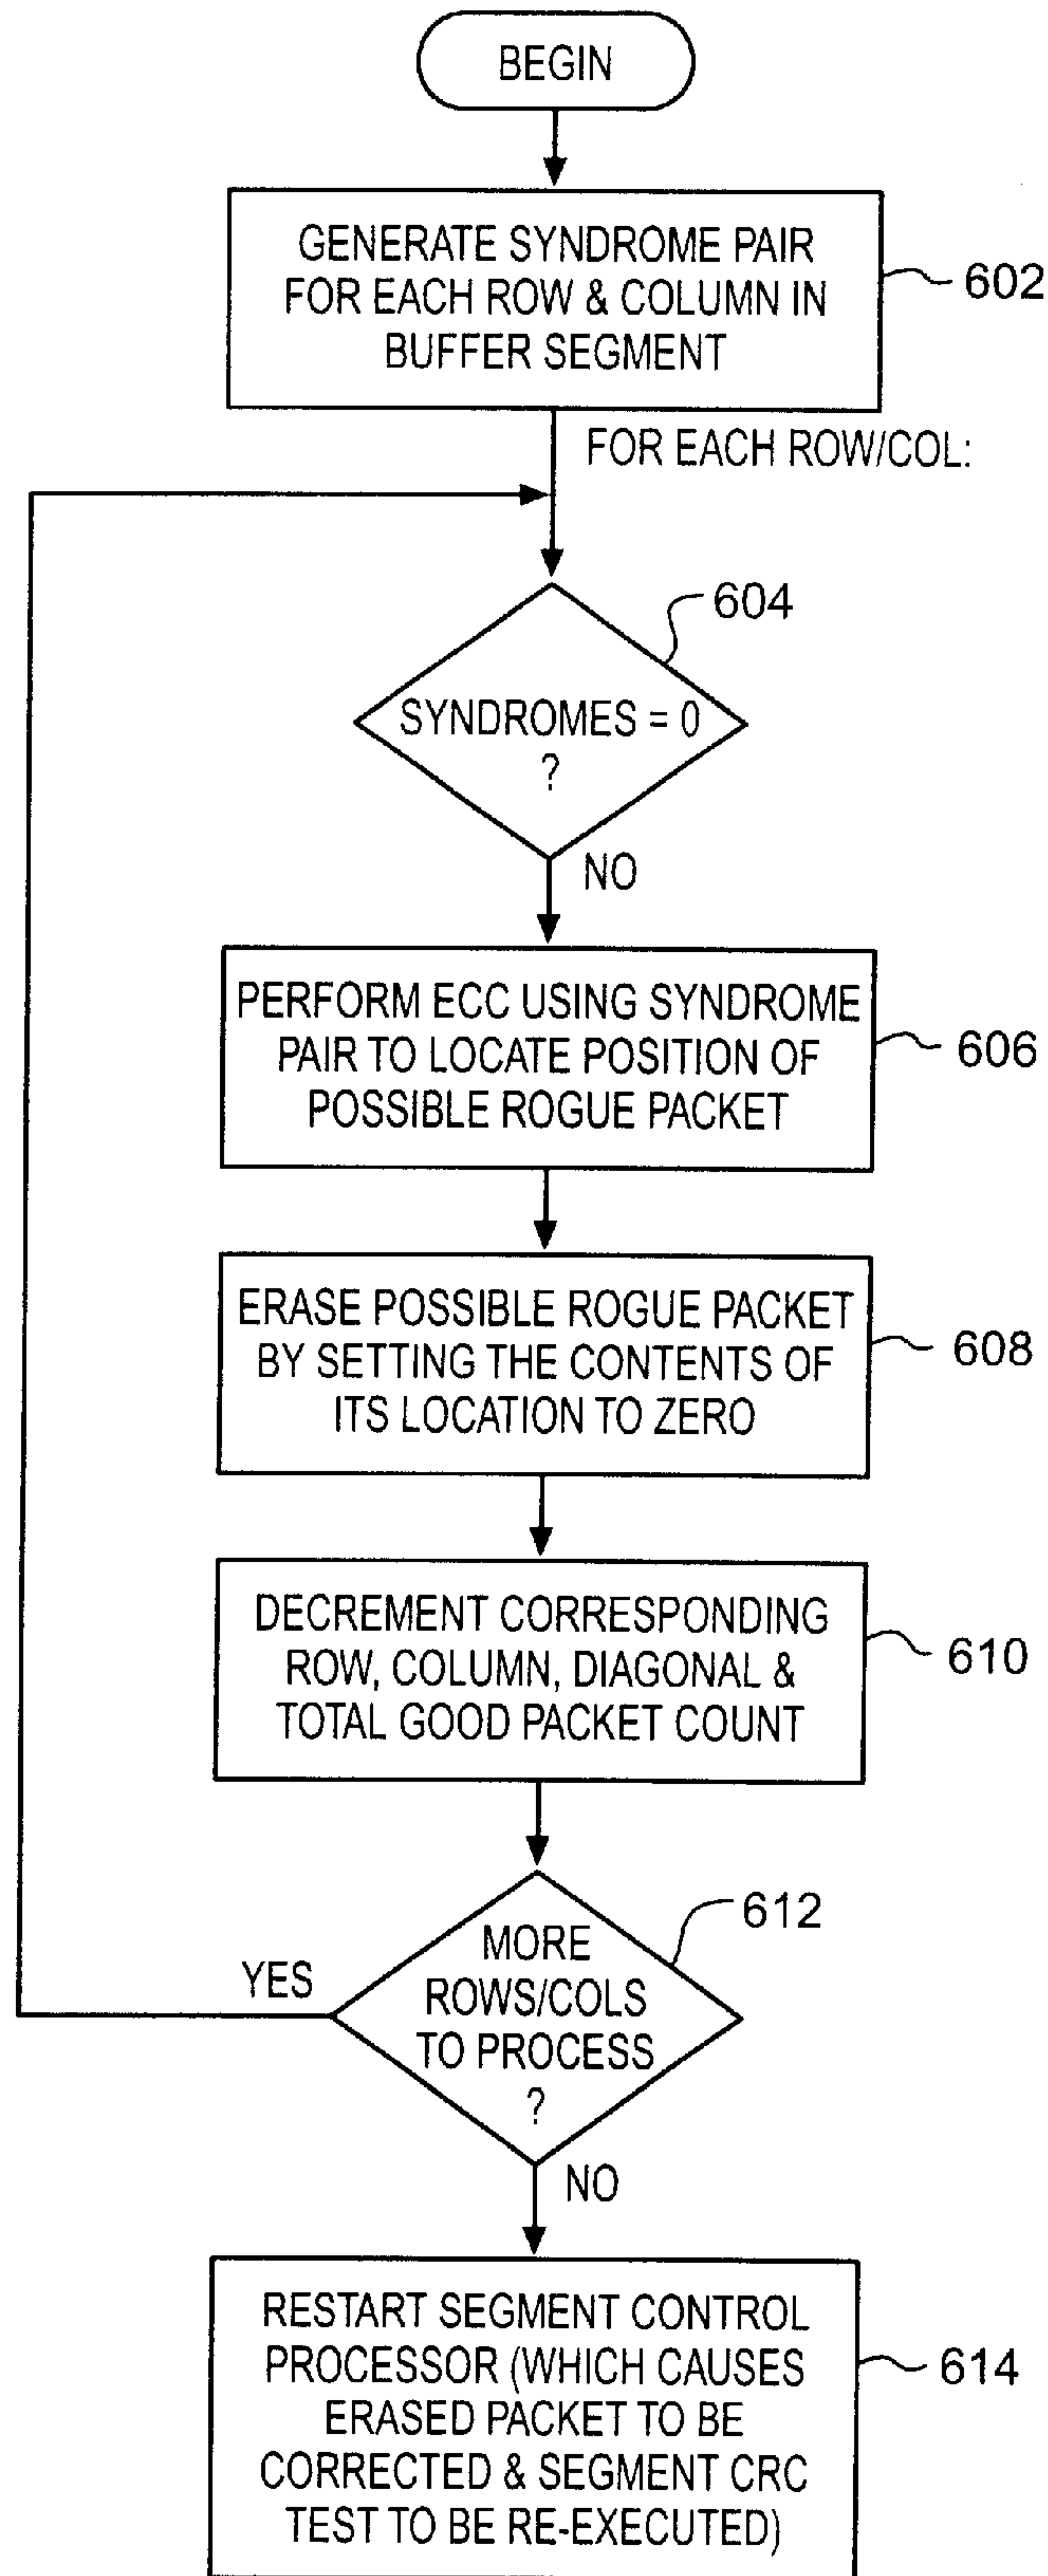 BEGIN
GENERATE SYNDROME PAIR
FOR EACH ROW & COLUMN IN
BUFFER SEGMENT
602
FOR EACH ROW/COL:
604
SYNDROMES = 0
?
NO
PERFORM ECC USING SYNDROME
PAIR TO LOCATE POSITION OF
POSSIBLE ROGUE PACKET
606
ERASE POSSIBLE ROGUE PACKET
BY SETTING THE CONTENTS OF
ITS LOCATION TO ZERO
608
DECREMENT CORRESPONDING
ROW, COLUMN, DIAGONAL &
TOTAL GOOD PACKET COUNT
610
612
MORE
ROWS/COLS
TO PROCESS
?
YES
NO
RESTART SEGMENT CONTROL
PROCESSOR (WHICH CAUSES
ERASED PACKET TO BE
CORRECTED & SEGMENT CRC
TEST TO BE RE-EXECUTED)
614